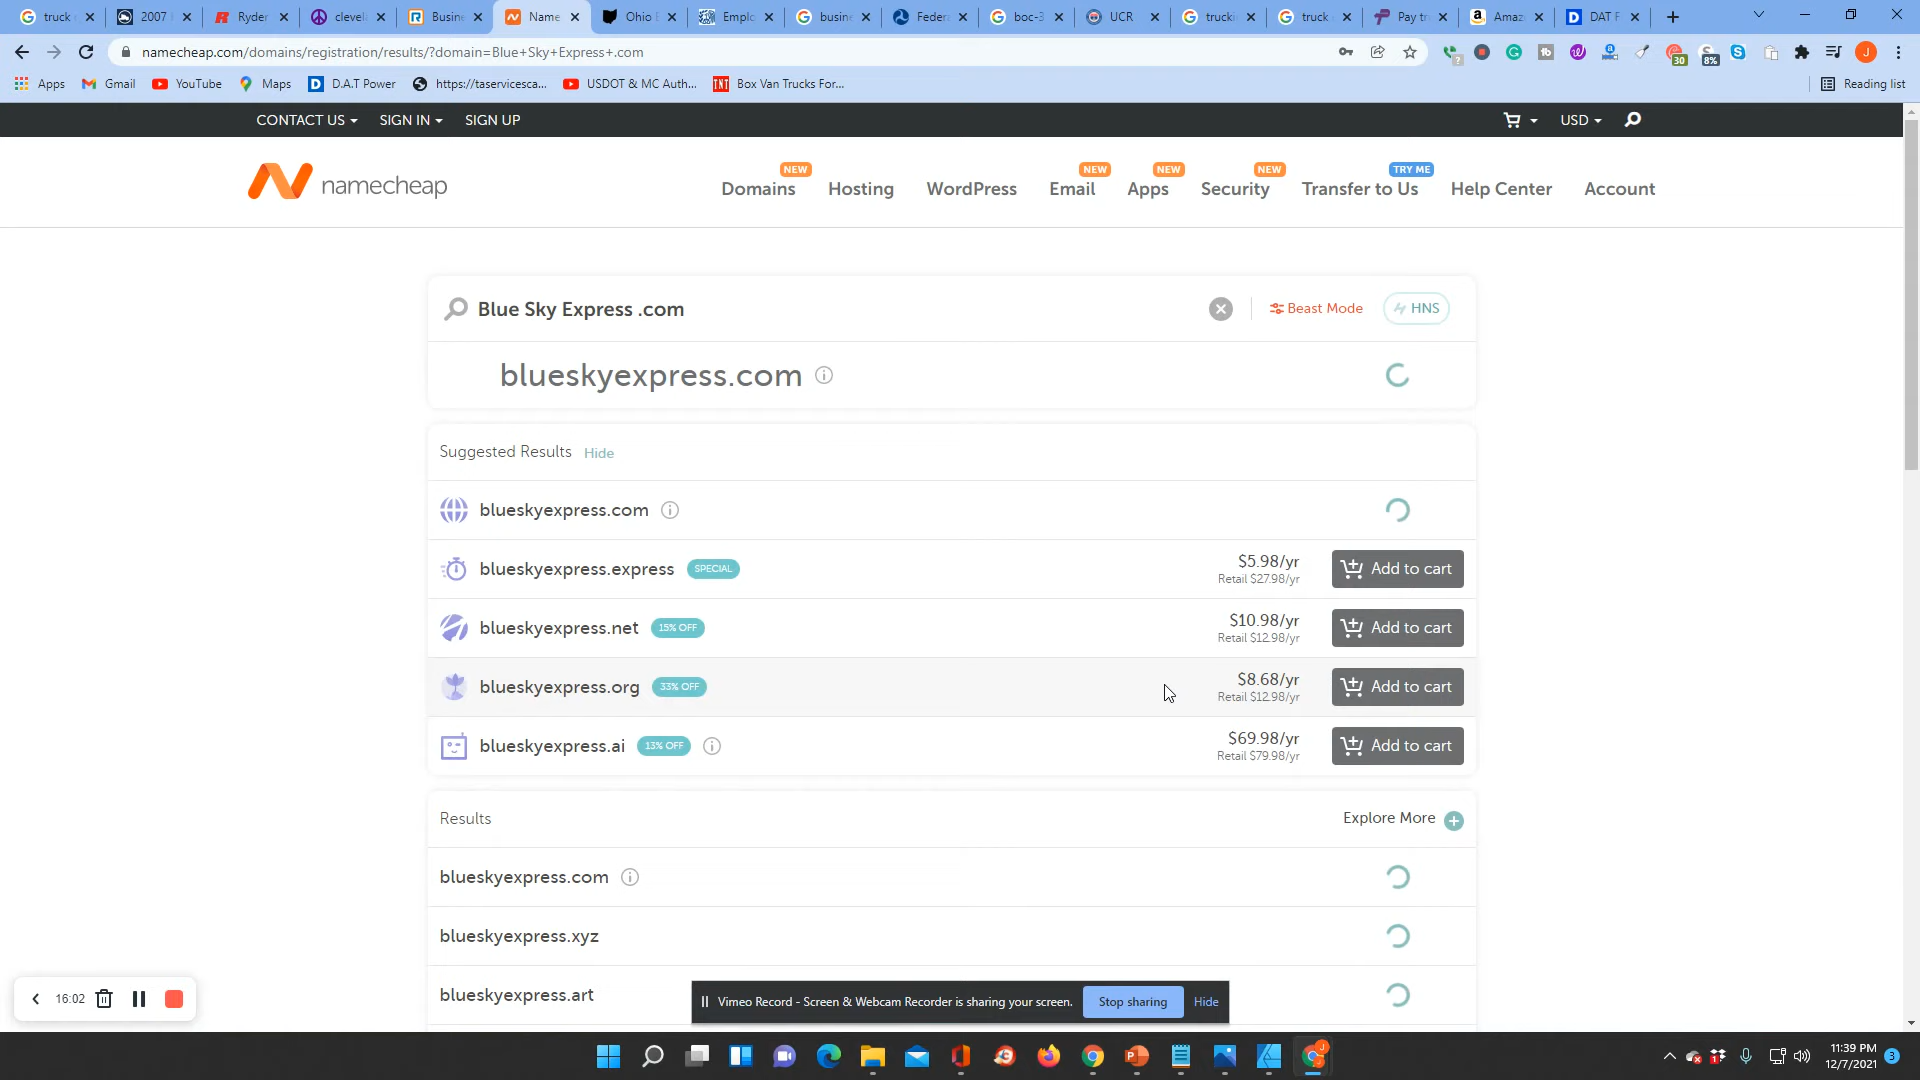 truck
2007
Ryder
clevel
Busine
Name
Ohio E
Emplo
busine
Feder
boc-3
UCR
trucki
truck
Pay tr
Amaz
DAT F
namecheap.com/domains/registration/results/?domain=Blue+Sky+Express+.com
30
8%
Apps
Gmail
YouTube
Maps
D.A.T Power
https://taservicesca...
USDOT & MC Auth...
TNT Box Van Trucks For...
Reading list
CONTACT US
SIGN IN
SIGN UP
USD
namecheap
NEW
NEW
NEW
NEW
TRY ME
Domains
Hosting
WordPress
Email
Apps
Security
Transfer to Us
Help Center
Account
Blue Sky Express .com
Beast Mode
HNS
blueskyexpress.com
Suggested Results Hide
blueskyexpress.com
blueskyexpress.express SPECIAL
$5.98/yr
Retail $27.98/yr
Add to cart
blueskyexpress.net 15% OFF
$10.98/yr
Retail $12.98/yr
Add to cart
blueskyexpress.org 33% OFF
$8.68/yr
Retail $12.98/yr
Add to cart
blueskyexpress.ai 13% OFF
$69.98/yr
Retail $79.98/yr
Add to cart
Results
Explore More
blueskyexpress.com
blueskyexpress.xyz
blueskyexpress.art
16:02
Vimeo Record - Screen & Webcam Recorder is sharing your screen.
Stop sharing
Hide
11:39 PM
12/7/2021
3